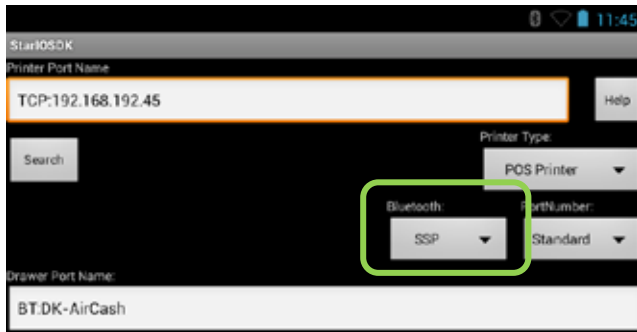 11:45
StarIOSDK
Printer Port Name
TCP:192.168.192.45
Help
Printer Type:
Search
POS Printer
Bluetooth:
PortNumber:
SSP
Standard
Drawer Port Name:
BT:DK-AirCash